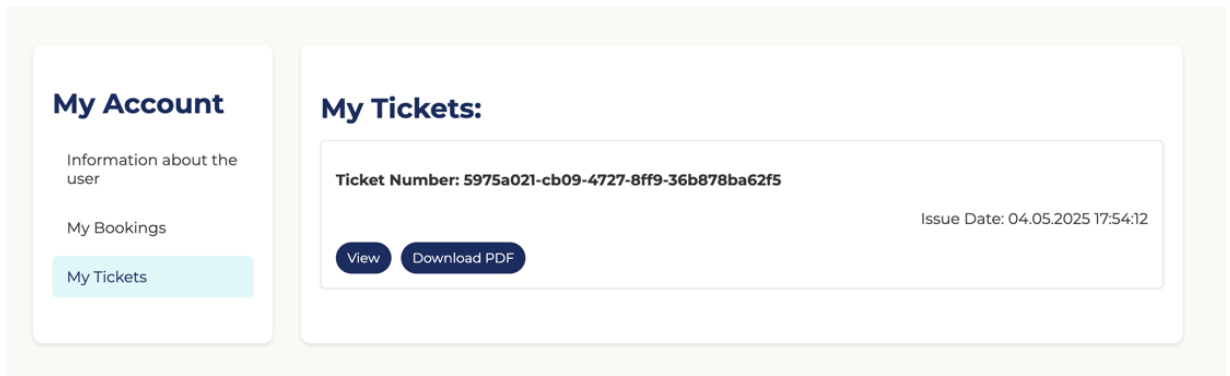 My Account
Information about the
user
My Bookings
My Tickets
My Tickets:
Ticket Number: 5975a021-cb09-4727-8ff9-36b878ba62f5
Issue Date: 04.05.2025 17:54:12
View
Download PDF